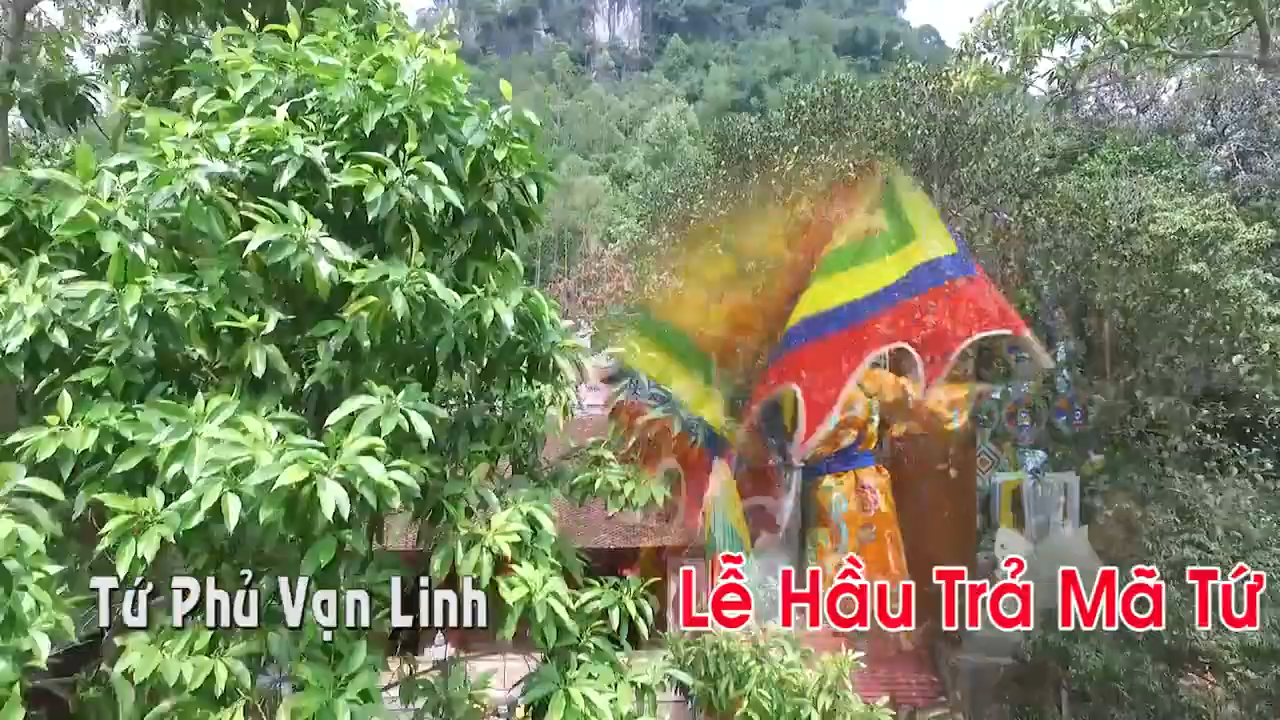 Tứ Phủ Vạn Linh
Lễ Hầu Trả Mã Tứ